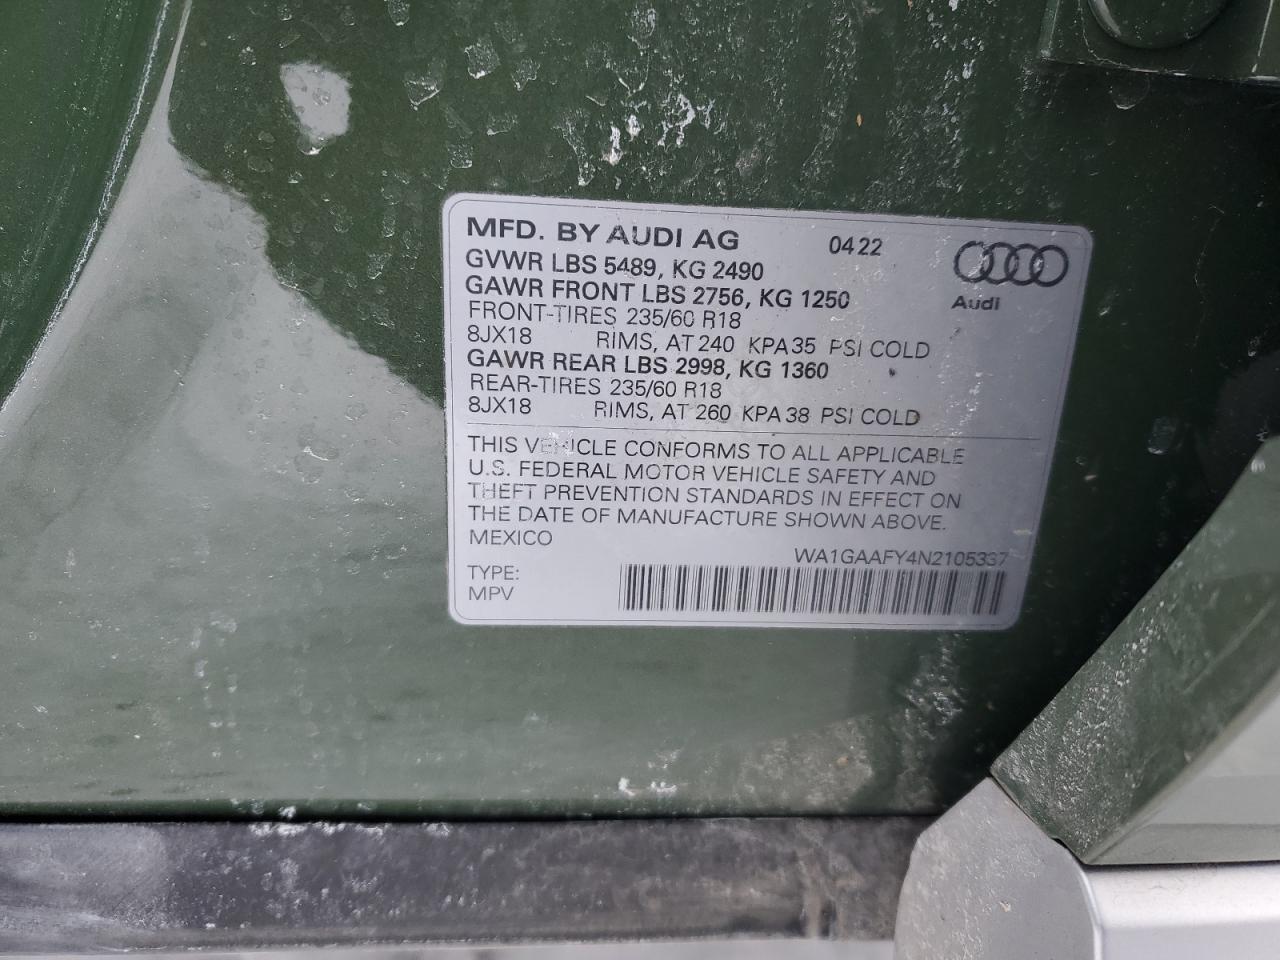 MFD. BY AUDI AG 0422
GVWR LBS 5489, KG 2490
GAWR FRONT LBS 2756, KG 1250
Audi
FRONT-TIRES 235/60 R18
8JX18 RIMS, AT 240 KPA 35 PSI COLD
GAWR REAR LBS 2998, KG 1360
REAR-TIRES 235/60 R18
8JX18 RIMS, AT 260 KPA 38 PSI COLD
THIS VEHICLE CONFORMS TO ALL APPLICABLE
U.S. FEDERAL MOTOR VEHICLE SAFETY AND
THEFT PREVENTION STANDARDS IN EFFECT ON
THE DATE OF MANUFACTURE SHOWN ABOVE.
MEXICO
WA1GAAFY4N2105337
TYPE:
MPV